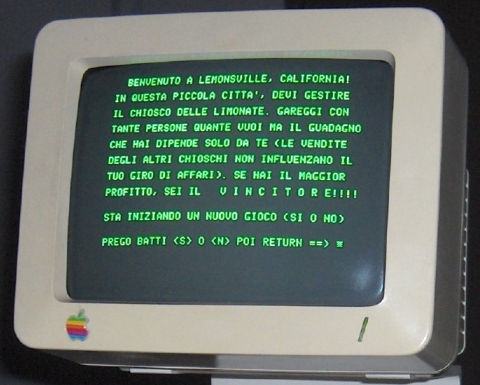 BENVENUTO A LEMONSVILLE, CALIFORNIA!
IN QUESTA PICCOLA CITTA', DEVI GESTIRE
IL CHIOSCO DELLE LIMONATE. GAREGGI CON
TANTE PERSONE QUANTE VUOI MA IL GUADAGNO
CHE HAI DIPENDE SOLO DA TE (LE VENDITE
DEGLI ALTRI CHIOSCHI NON INFLUENZANO IL
TUO GIRO DI AFFARI). SE HAI IL MAGGIOR
PROFITTO, SEI IL V I N C I T O R E!!!!
STA INIZIANDO UN NUOVO GIOCO (SI O NO)
PREGO BATTI <S> O <N> POI RETURN ==>